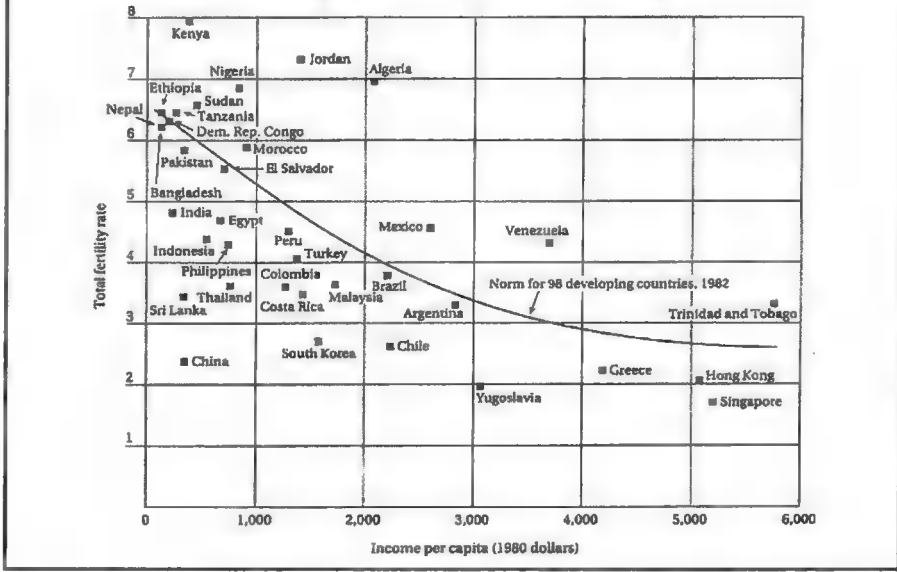 8
Kenya
Jordan
Algeria
Nigeria
7
Ethiopia
Sudan
Nepal
Tanzania
Dem. Rep. Congo
6
Morocco
Pakistan
El Salvador
Bangladesh
5
India
Egypt
Mexico
Venezuela
Peru
Indonesia
Turkey
4
Philippines
Colombia
Brazil
Norm for 98 developing countries, 1982
Thailand
Malaysia
Sri Lanka
Costa Rica
Argentina
Trinidad and Tobago
3
South Korea
Chile
China
Greece
Hong Kong
2
Yugoslavia
Singapore
1
Total fertility rate
0
1,000
2,000
3,000
4,000
5,000
6,000
Income per capita (1980 dollars)